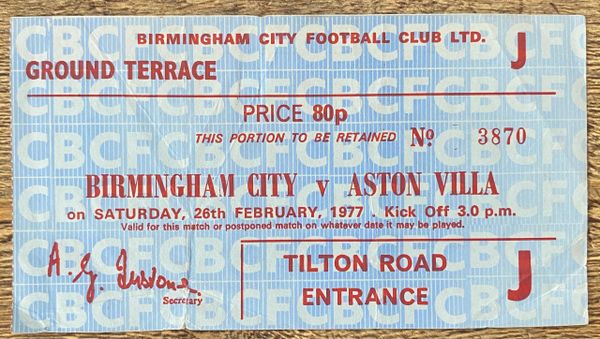 BIRMINGHAM CITY FOOTBALL CLUB LTD. J
GROUND TERRACE
PRICE 80p
THIS PORTION TO BE RETAINED Nº 3870
BIRMINGHAM CITY v ASTON VILLA
on SATURDAY, 26th FEBRUARY, 1977 . Kick Off 3.0 p.m.
Valid for this match or postponed match on whatever date it may be played.
A. G.
Secretary
TILTON ROAD J
ENTRANCE